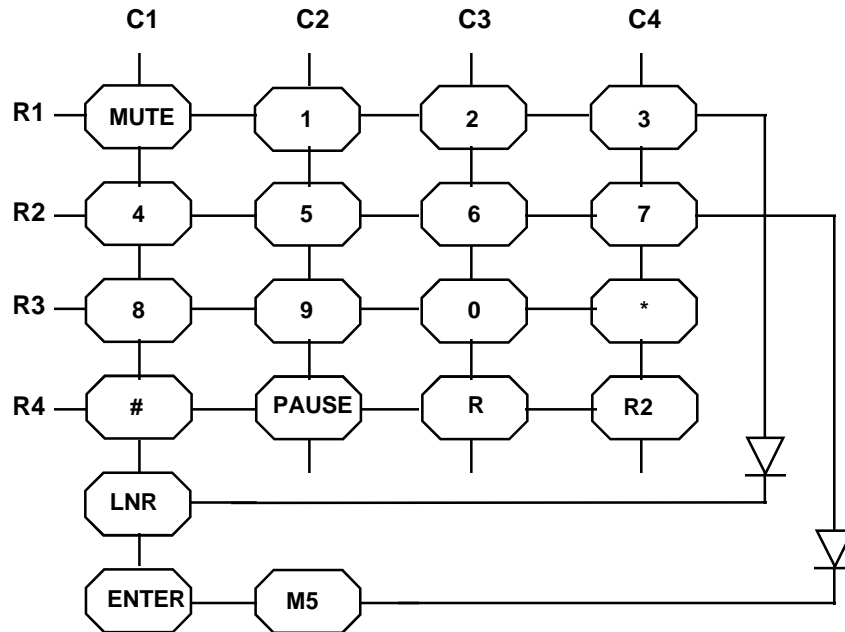 C1 C2 C3 C4
R1 MUTE 1 2 3
R2 4 5 6 7
R3 8 9 0 *
R4 # PAUSE R R2
LNR
ENTER M5